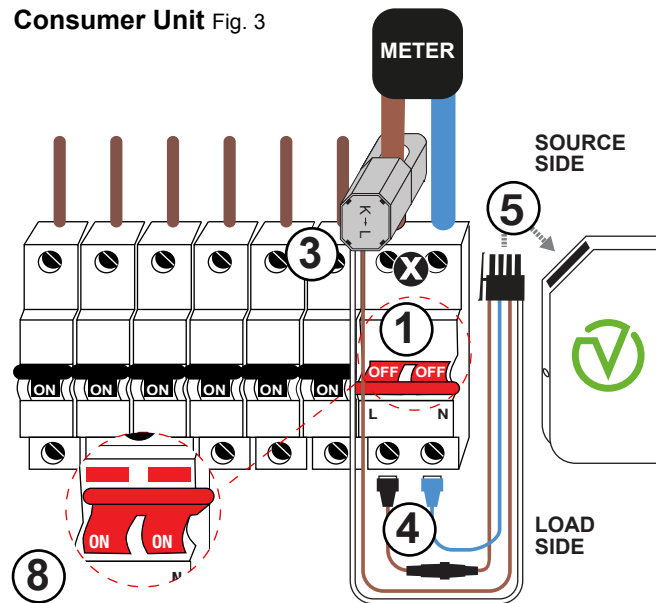 Consumer Unit Fig. 3
METER
SOURCE
SIDE
5
K→L
3
X
1
OFF OFF
ON ON ON ON ON ON
L N
4
LOAD
SIDE
ON ON
N
8